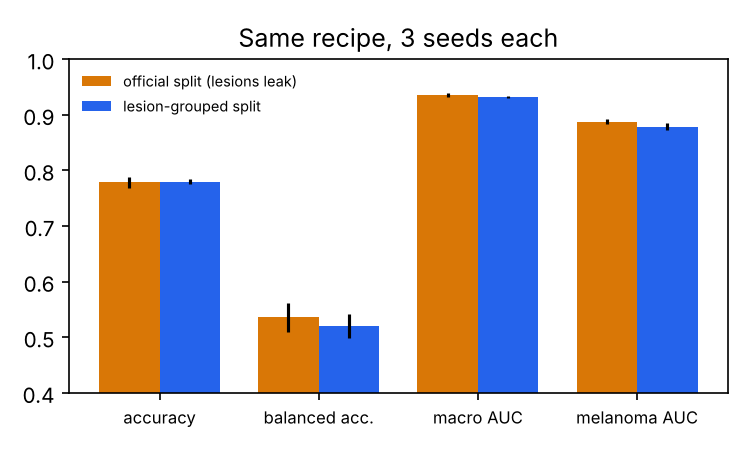 Same recipe, 3 seeds each
official split (lesions leak)
lesion-grouped split
1.0
0.9
0.8
0.7
0.6
0.5
0.4
accuracy
balanced acc.
macro AUC
melanoma AUC